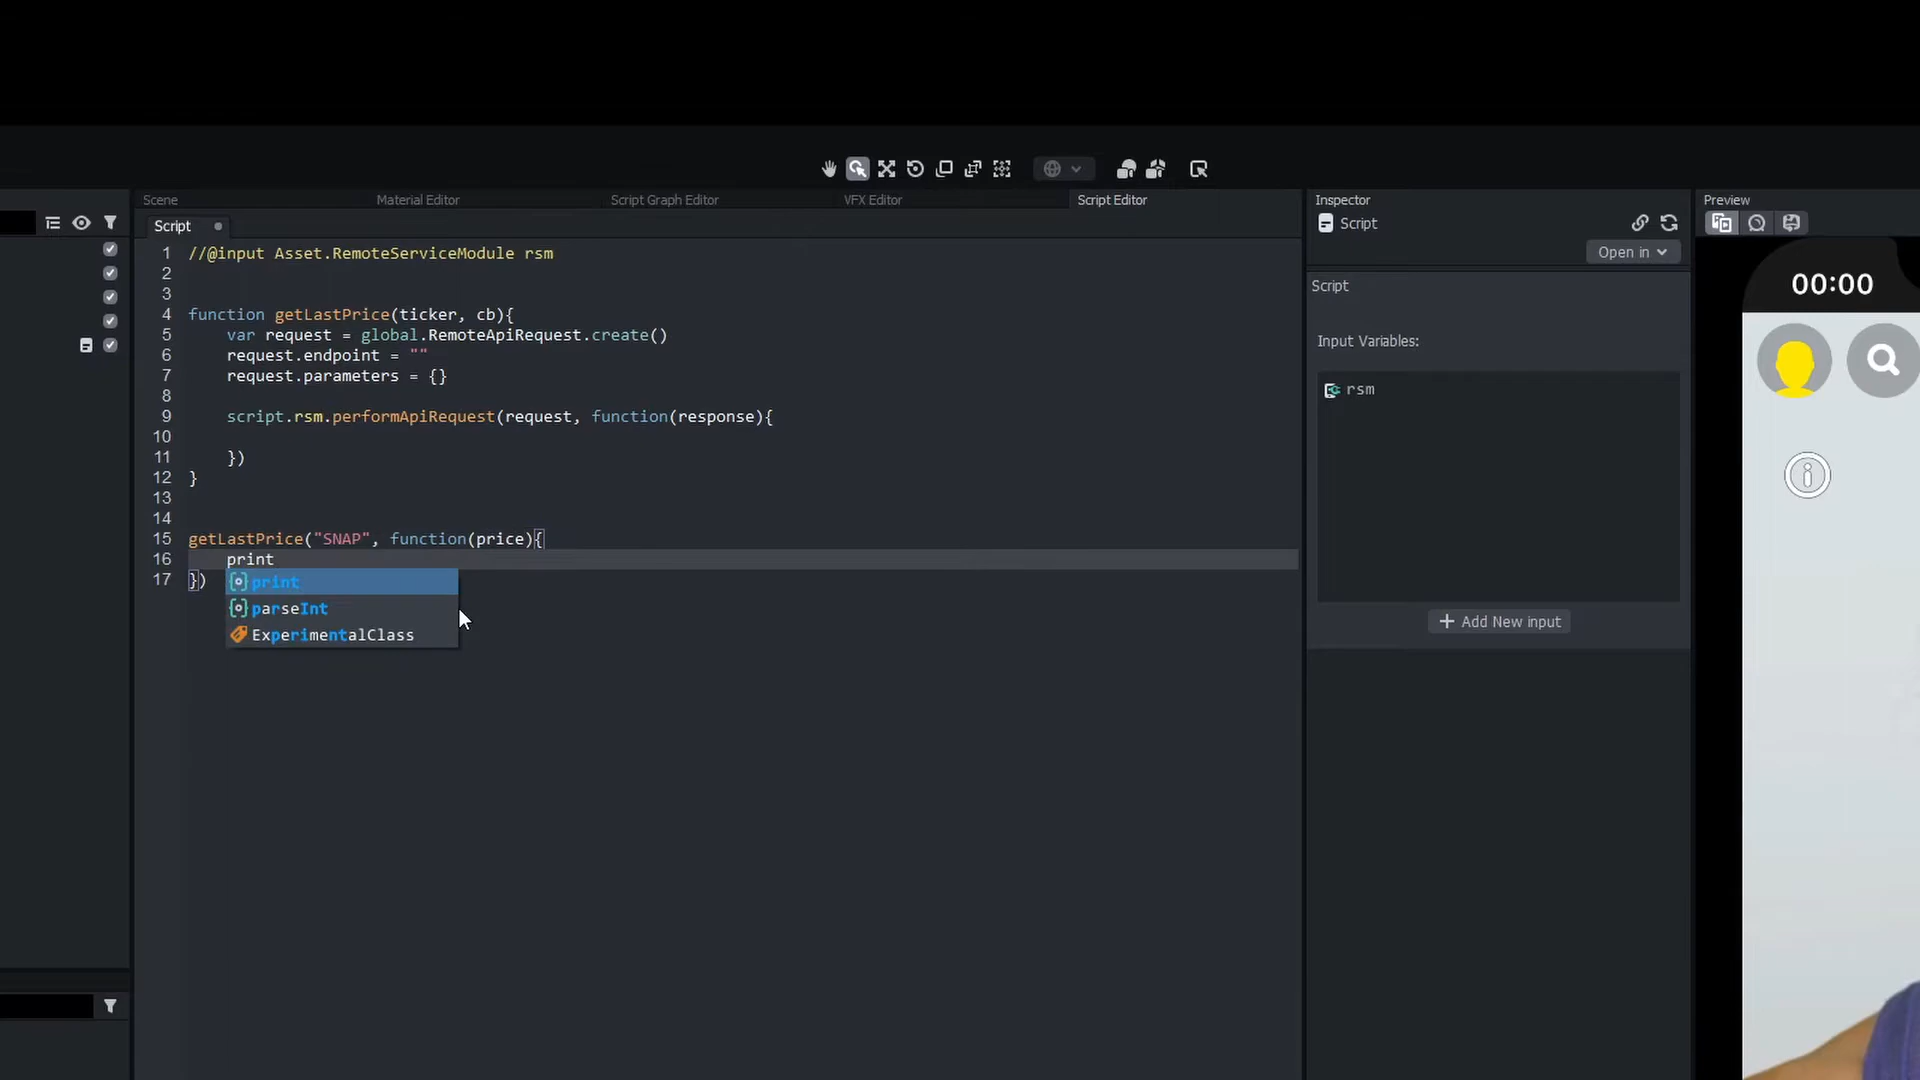 Scene Material Editor Script Graph Editor VFX Editor Script Editor
Script
1 //@input Asset.RemoteServiceModule rsm
2
3
4 function getLastPrice(ticker, cb){
5 var request = global.RemoteApiRequest.create()
6 request.endpoint = ""
7 request.parameters = {}
8
9 script.rsm.performApiRequest(request, function(response){
10
11 })
12 }
13
14
15 getLastPrice("SNAP", function(price){
16 print
17 })
print
parseInt
ExperimentalClass
Inspector
Script
Open in
Script
Input Variables:
rsm
+ Add New input
Preview
00:00